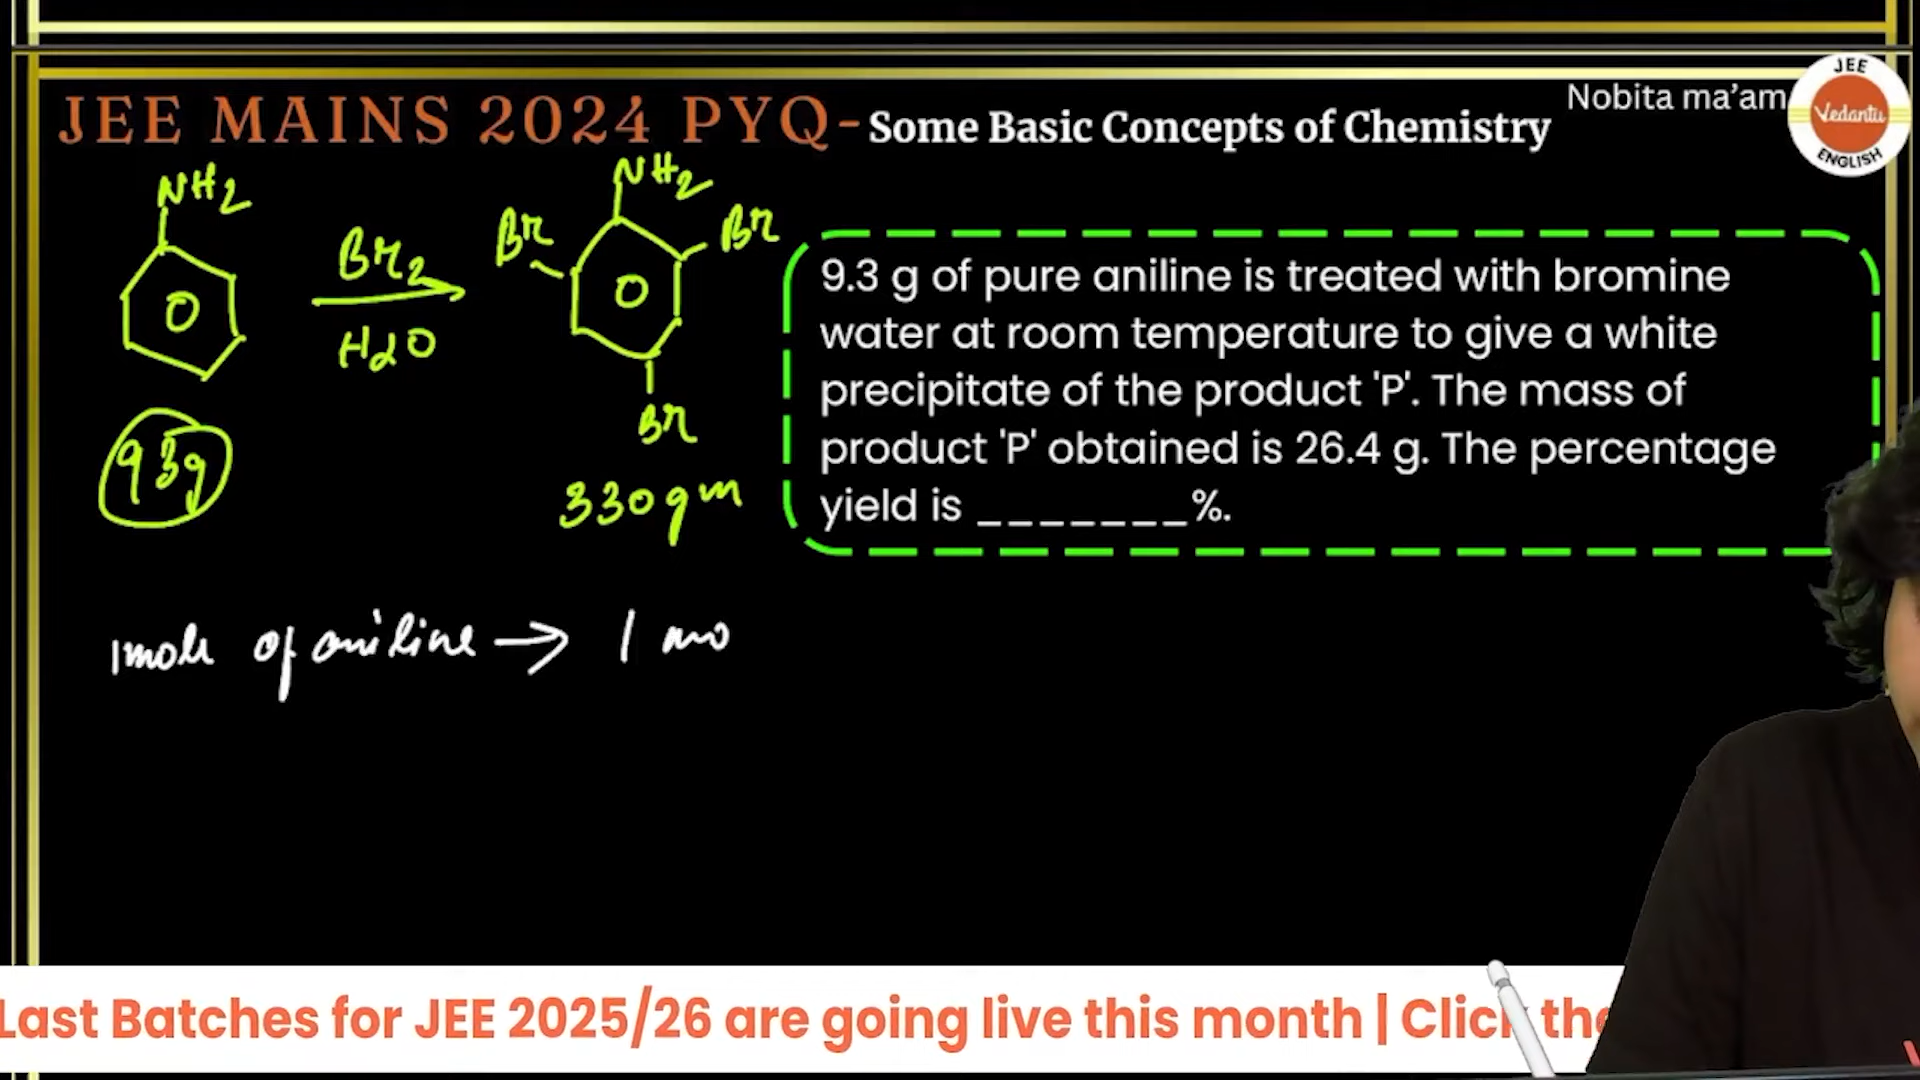 JEE MAINS 2024 PYQ- Some Basic Concepts of Chemistry
Nobita ma'am
JEE
Vedantu
ENGLISH
NH2
Br2
H2O
93g
NH2
Br
Br
Br
330gm
9.3 g of pure aniline is treated with bromine
water at room temperature to give a white
precipitate of the product 'P'. The mass of
product 'P' obtained is 26.4 g. The percentage
yield is _______%.
1mole of aniline → 1 mo
Last Batches for JEE 2025/26 are going live this month | Click the